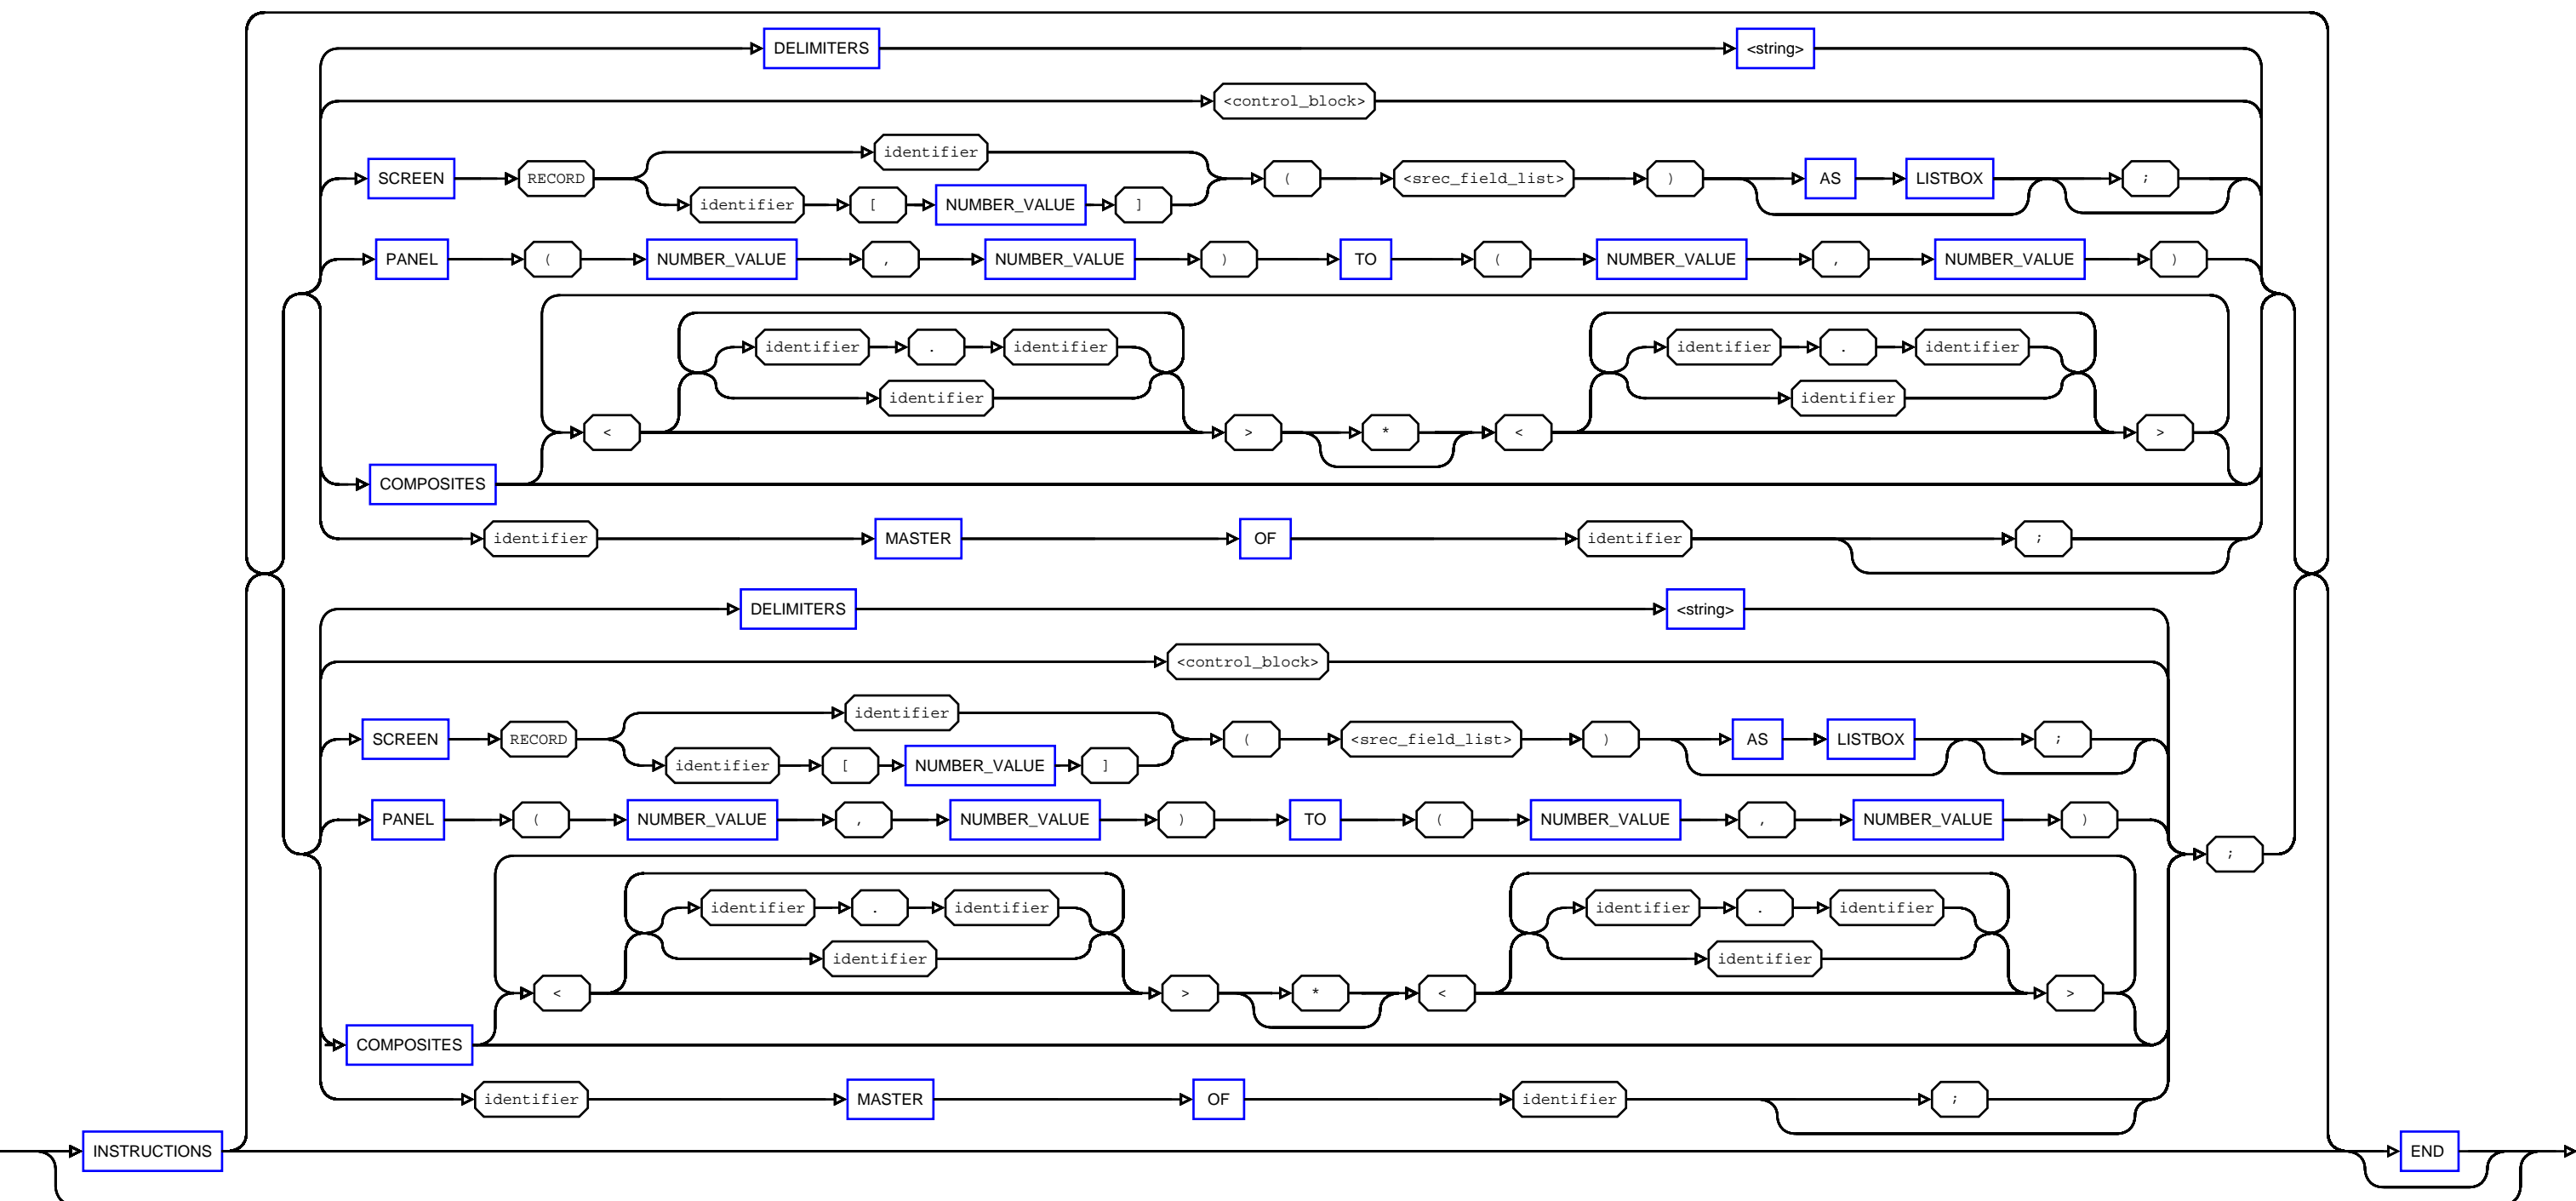 DELIMITERS <string>
<control_block>
identifier
SCREEN RECORD ( <srec_field_list> ) AS LISTBOX ;
identifier [ NUMBER_VALUE ]
PANEL ( NUMBER_VALUE , NUMBER_VALUE ) TO ( NUMBER_VALUE , NUMBER_VALUE )
identifier . identifier identifier . identifier
identifier identifier
< > * < >
COMPOSITES
identifier MASTER OF identifier ;
DELIMITERS <string>
<control_block>
identifier
SCREEN RECORD ( <srec_field_list> ) AS LISTBOX ;
identifier [ NUMBER_VALUE ]
PANEL ( NUMBER_VALUE , NUMBER_VALUE ) TO ( NUMBER_VALUE , NUMBER_VALUE )
;
identifier . identifier identifier . identifier
identifier identifier
< > * < >
COMPOSITES
identifier MASTER OF identifier ;
INSTRUCTIONS END